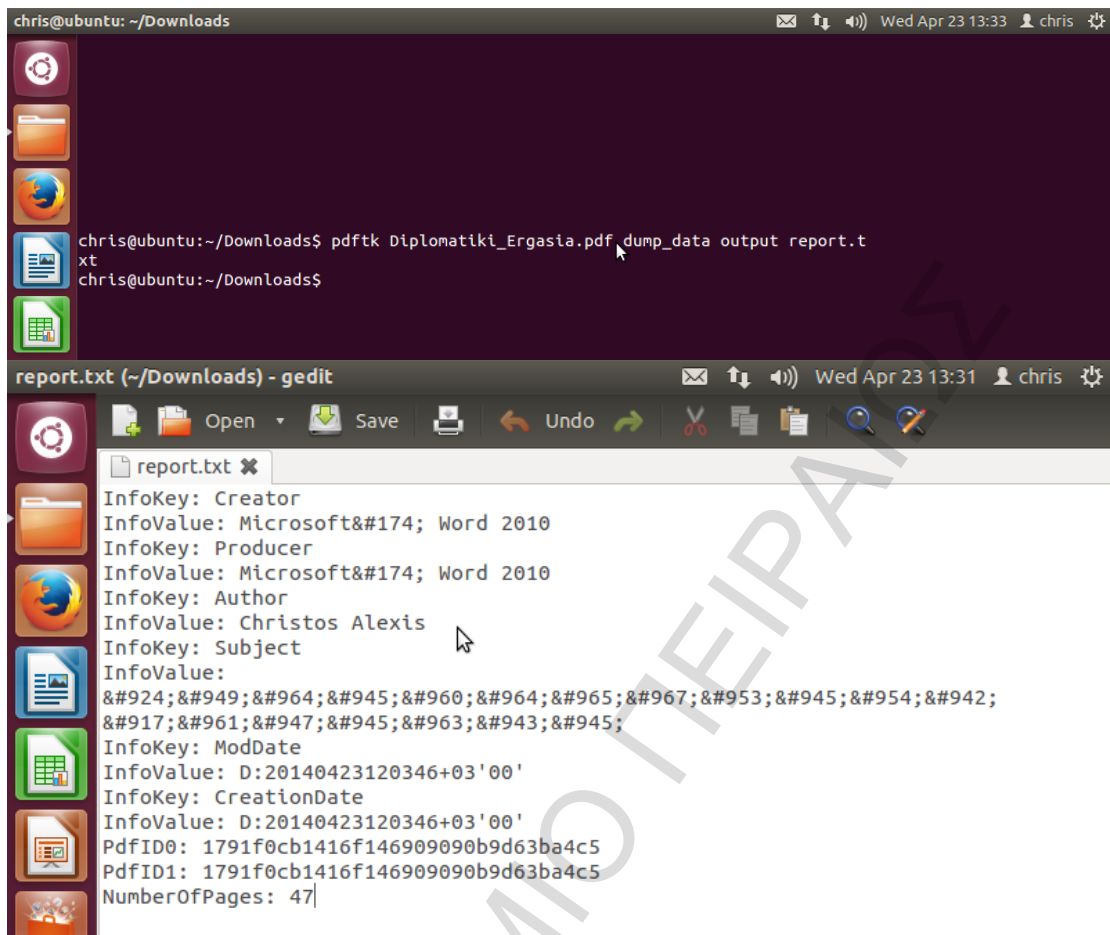 chris@ubuntu: ~/Downloads
Wed Apr 23 13:33 chris
chris@ubuntu:~/Downloads$ pdftk Diplomatiki_Ergasia.pdf dump_data output report.t
xt
chris@ubuntu:~/Downloads$
report.txt (~/Downloads) - gedit
Wed Apr 23 13:31 chris
Open Save Undo
report.txt
InfoKey: Creator
InfoValue: Microsoft&#174; Word 2010
InfoKey: Producer
InfoValue: Microsoft&#174; Word 2010
InfoKey: Author
InfoValue: Christos Alexis
InfoKey: Subject
InfoValue:
&#924;&#949;&#964;&#945;&#960;&#964;&#965;&#967;&#953;&#945;&#954;&#942;
&#917;&#961;&#947;&#945;&#963;&#943;&#945;
InfoKey: ModDate
InfoValue: D:20140423120346+03'00'
InfoKey: CreationDate
InfoValue: D:20140423120346+03'00'
PdfID0: 1791f0cb1416f146909090b9d63ba4c5
PdfID1: 1791f0cb1416f146909090b9d63ba4c5
NumberOfPages: 47
ΜΙΟ ΠΕΙΡΑΙΩΣ